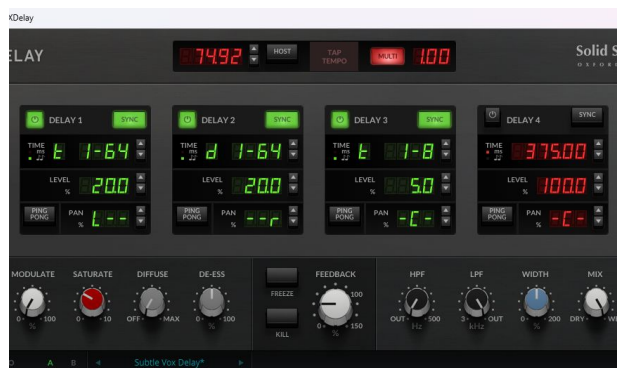 XDelay
ELAY
74.92 HOST TAP TEMPO MULTI 1.00
Solid S
OXFOR
DELAY 1 SYNC
TIME ms t 1-64
LEVEL % 20.0
PING PONG PAN % L--
DELAY 2 SYNC
TIME ms d 1-64
LEVEL % 20.0
PING PONG PAN % --r
DELAY 3 SYNC
TIME ms t 1-8
LEVEL % 5.0
PING PONG PAN % -C-
DELAY 4 SYNC
TIME ms 375.00
LEVEL % 100.0
PING PONG PAN % -C-
MODULATE SATURATE DIFFUSE DE-ESS
0 100 %
0 10
OFF MAX
0 100 %
FREEZE
KILL
FEEDBACK
100
0 150
%
HPF LPF WIDTH MIX
OUT 500 Hz
3 OUT kHz
0 200 %
DRY W
A B Subtle Vox Delay*